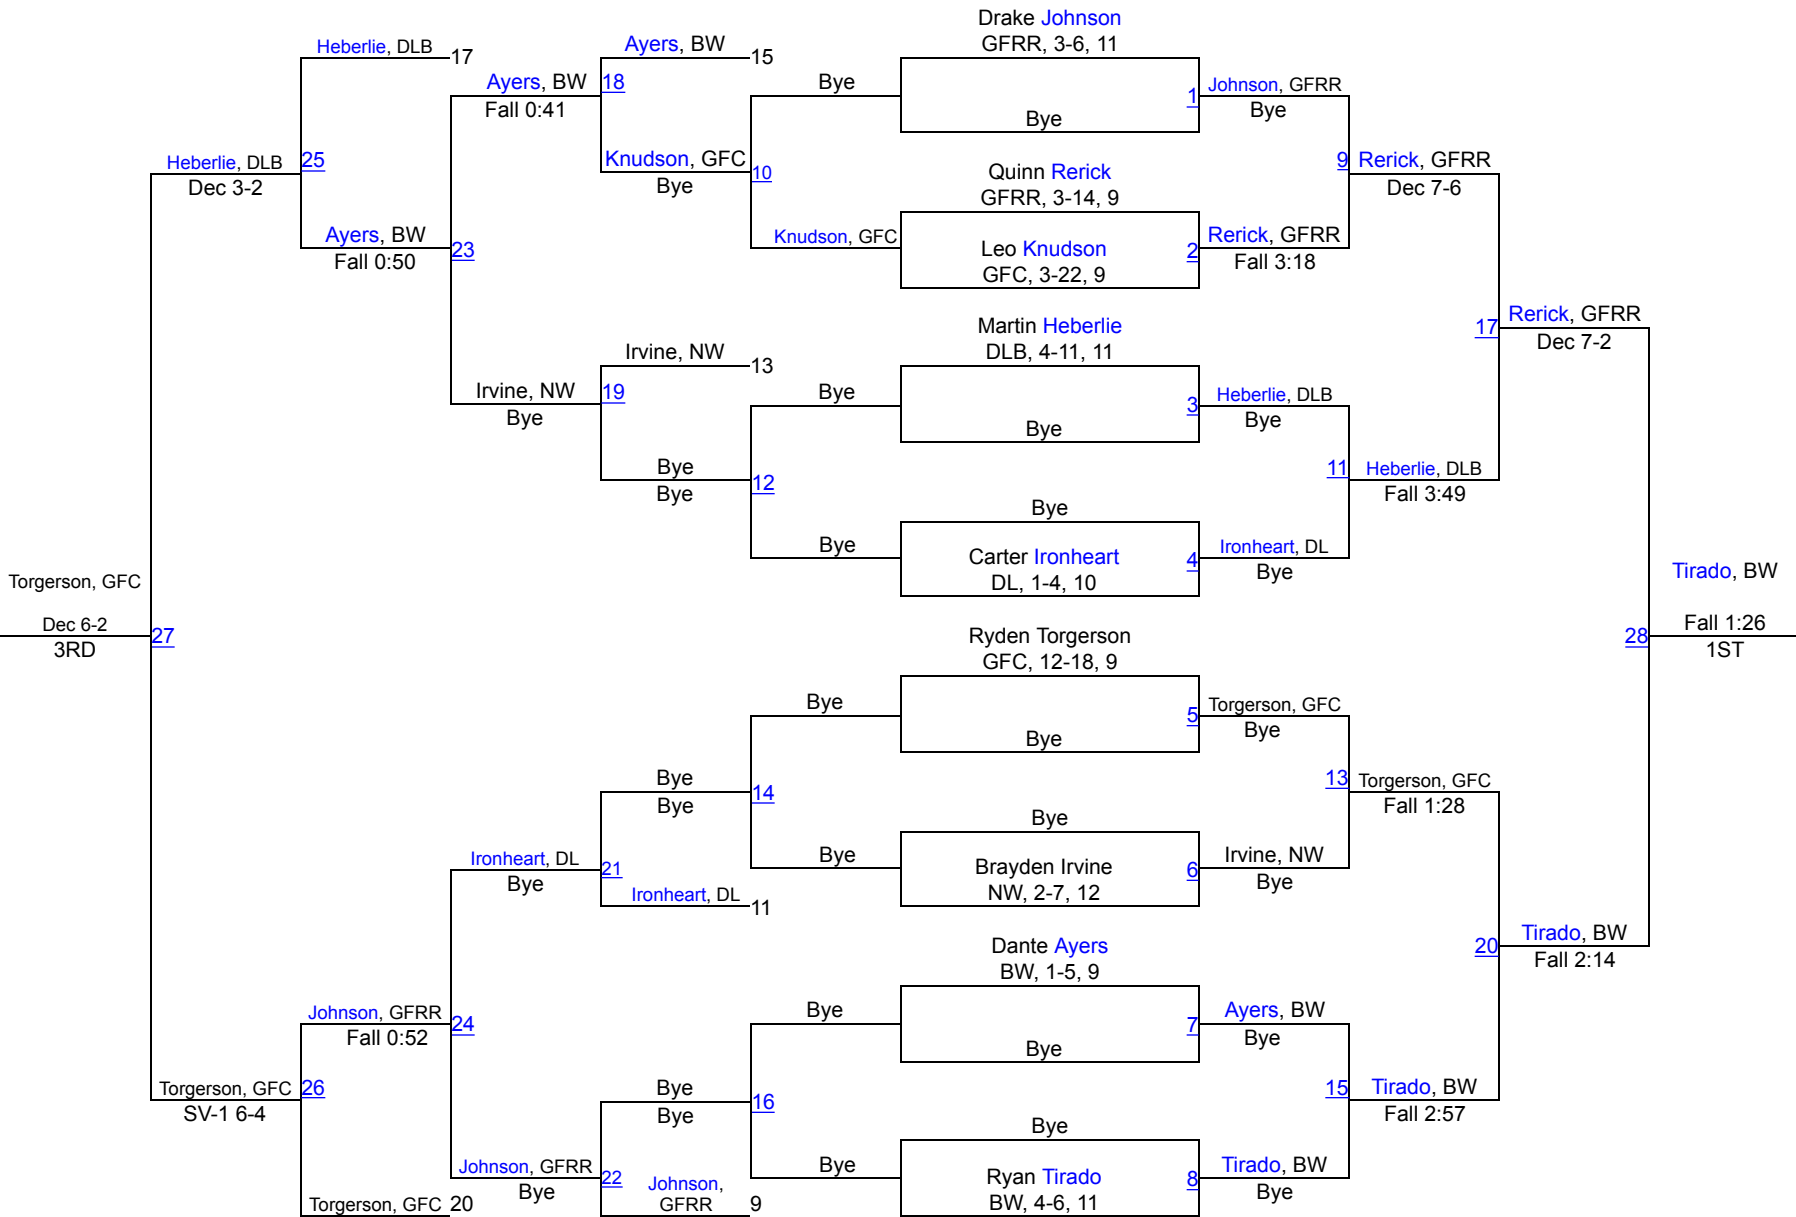 Drake Johnson
GFRR, 3-6, 11
Bye
1
Quinn Rerick
GFRR, 3-14, 9
Leo Knudson
GFC, 3-22, 9
2
Martin Heberlie
DLB, 4-11, 11
Bye
3
Bye
Carter Ironheart
DL, 1-4, 10
4
Ryden Torgerson
GFC, 12-18, 9
Bye
5
Bye
Brayden Irvine
NW, 2-7, 12
6
Dante Ayers
BW, 1-5, 9
Bye
7
Bye
Ryan Tirado
BW, 4-6, 11
8
Johnson, GFRR
Bye
9
Rerick, GFRR
Fall 3:18
Heberlie, DLB
Bye
11
Ironheart, DL
Bye
Torgerson, GFC
Bye
13
Irvine, NW
Bye
Ayers, BW
Bye
15
Tirado, BW
Bye
Rerick, GFRR
Dec 7-6
17
Heberlie, DLB
Fall 3:49
Torgerson, GFC
Fall 1:28
20
Tirado, BW
Fall 2:57
Rerick, GFRR
Dec 7-2
28
Tirado, BW
Fall 2:14
Tirado, BW
Fall 1:26
1ST
Bye
10
Knudson, GFC
Bye
12
Bye
Bye
14
Bye
Bye
16
Bye
Ayers, BW
15
18
Knudson, GFC
Bye
Irvine, NW
13
19
Bye
Bye
Bye
Bye
21
Ironheart, DL
11
Bye
Bye
22
Johnson,
GFRR
9
Ayers, BW
Fall 0:41
23
Irvine, NW
Bye
Ironheart, DL
Bye
24
Johnson, GFRR
Bye
Heberlie, DLB
17
25
Ayers, BW
Fall 0:50
Johnson, GFRR
Fall 0:52
26
Torgerson, GFC
20
Heberlie, DLB
Dec 3-2
27
Torgerson, GFC
SV-1 6-4
Torgerson, GFC
Dec 6-2
3RD